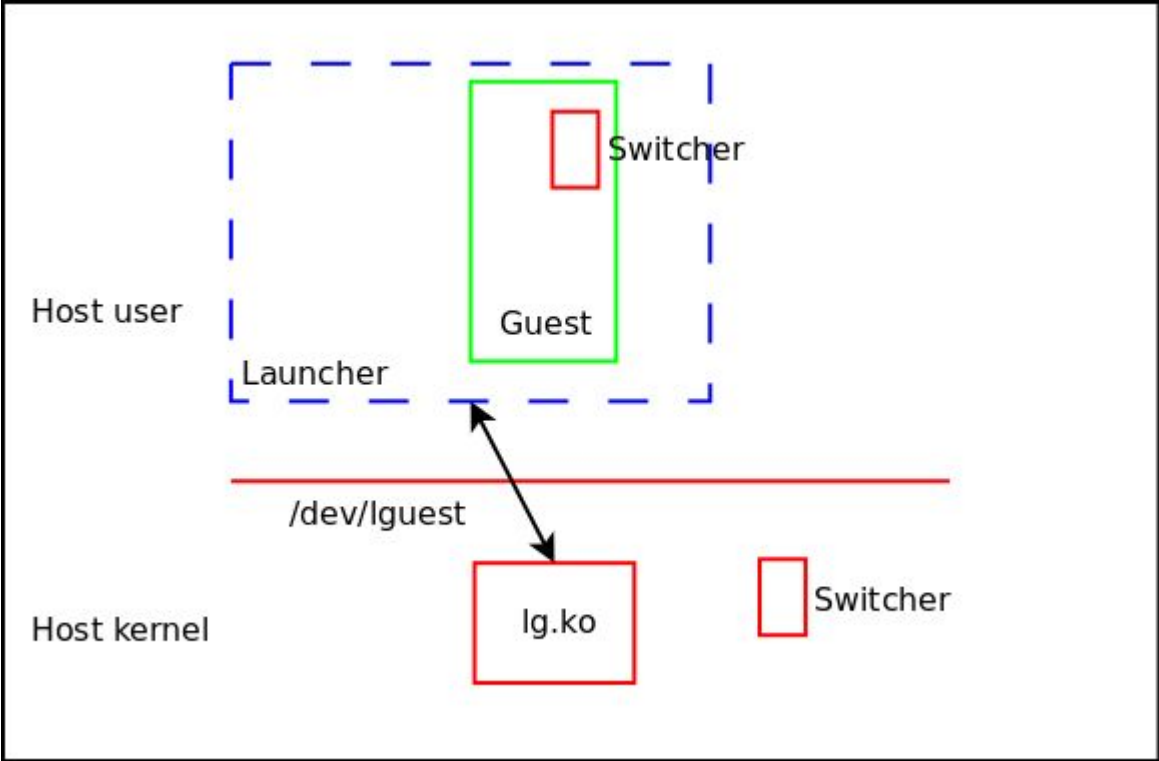 Switcher
Host user
Guest
Launcher
/dev/lguest
lg.ko
Switcher
Host kernel